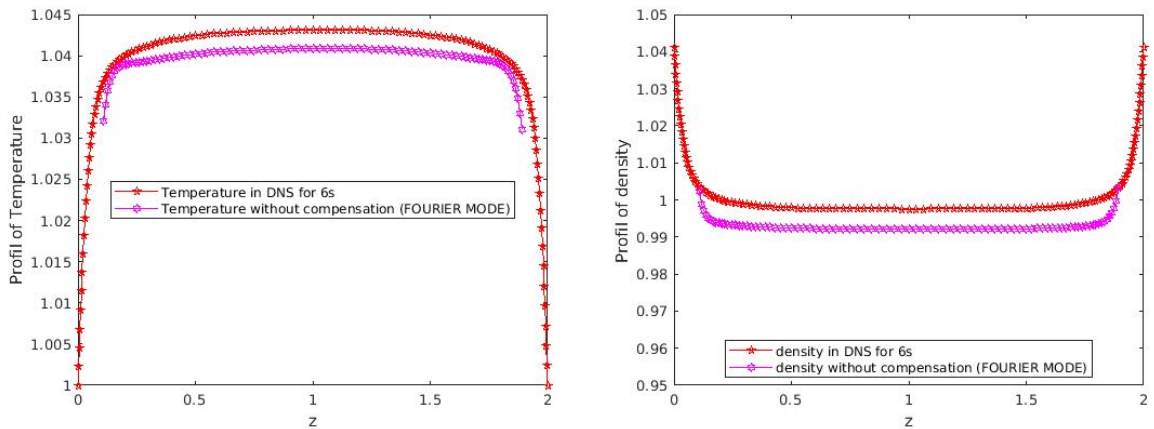 1.045
1.04
1.035
1.03
1.025
1.02
1.015
1.01
1.005
1
Profil of Temperature
Temperature in DNS for 6s
Temperature without compensation (FOURIER MODE)
0 0.5 1 1.5 2
z
1.05
1.04
1.03
1.02
1.01
1
0.99
0.98
0.97
0.96
0.95
Profil of density
density in DNS for 6s
density without compensation (FOURIER MODE)
0 0.5 1 1.5 2
z